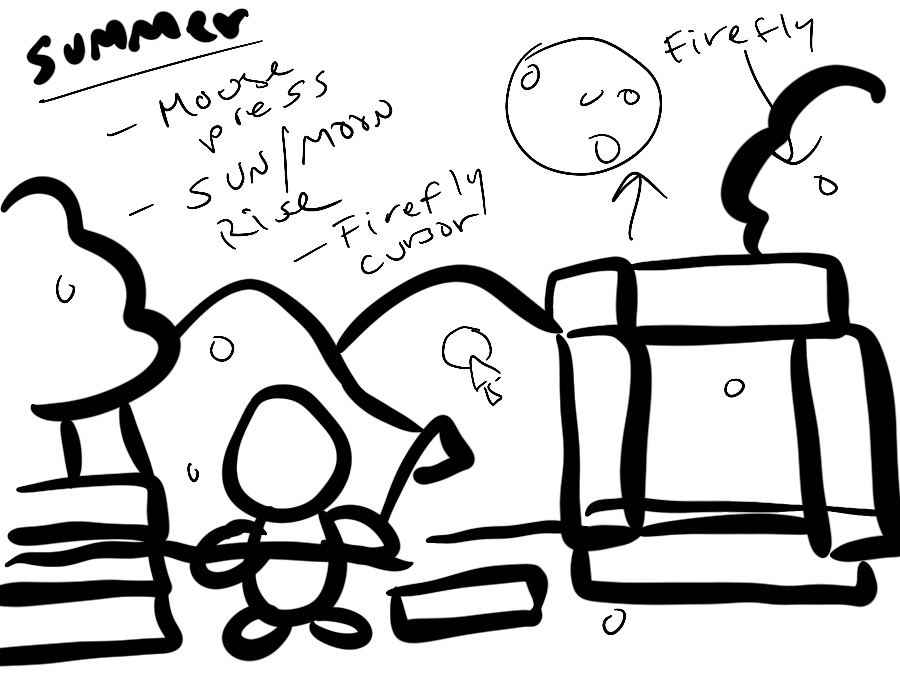 SUMMER
- Mouse
press
- SUN/MOON
Rise
- Firefly
cursor
Firefly